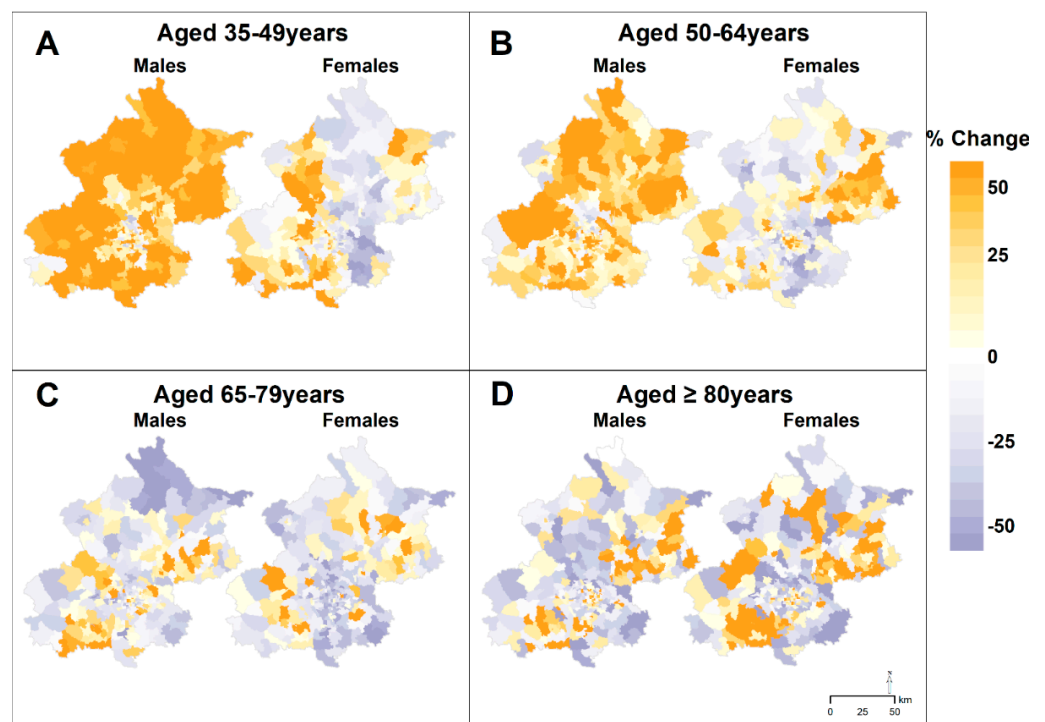 A
Aged 35-49years
Males
Females
B
Aged 50-64years
Males
Females
% Change
50
25
0
-25
-50
C
Aged 65-79years
Males
Females
D
Aged ≥ 80years
Males
Females
N
km
0 25 50